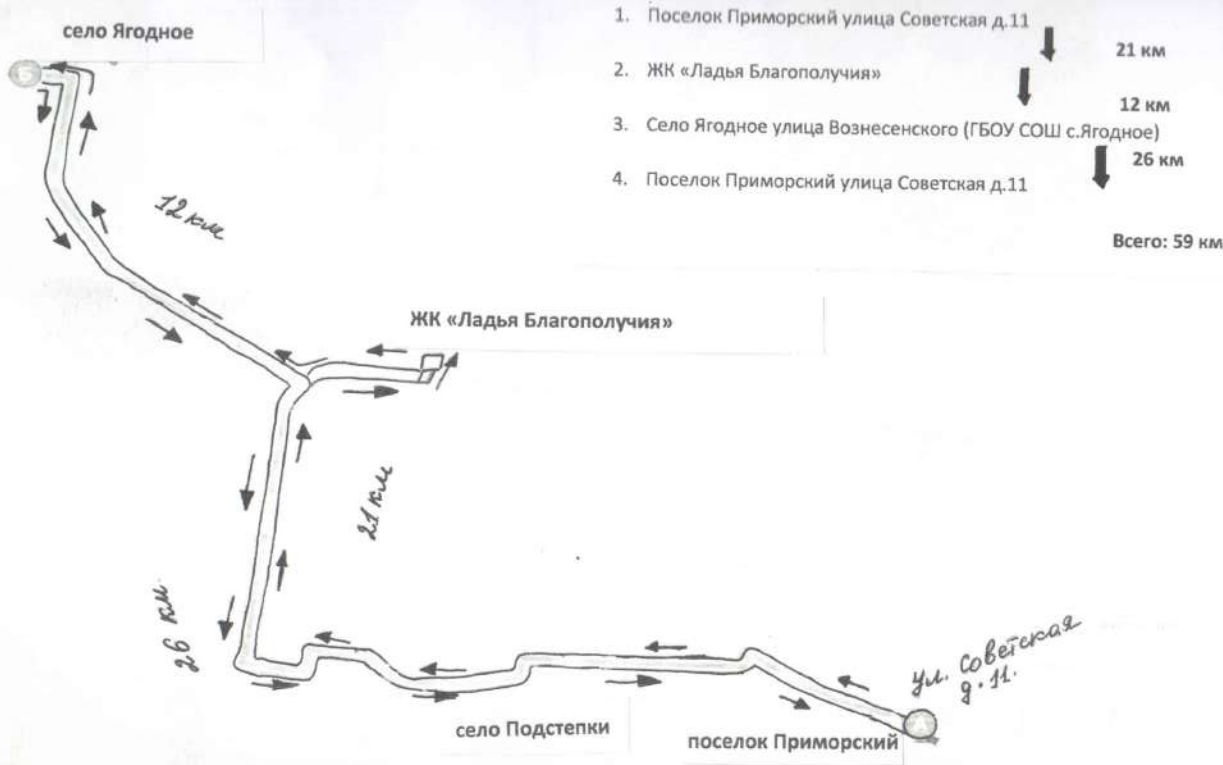 село Ягодное
1. Поселок Приморский улица Советская д.11
21 км
2. ЖК «Ладья Благополучия»
12 км
3. Село Ягодное улица Вознесенского (ГБОУ СОШ с.Ягодное)
26 км
4. Поселок Приморский улица Советская д.11
Всего: 59 км
Б
12 км
ЖК «Ладья Благополучия»
21 км
26 км
ул. Советская
д. 11.
А
село Подстепки
поселок Приморский